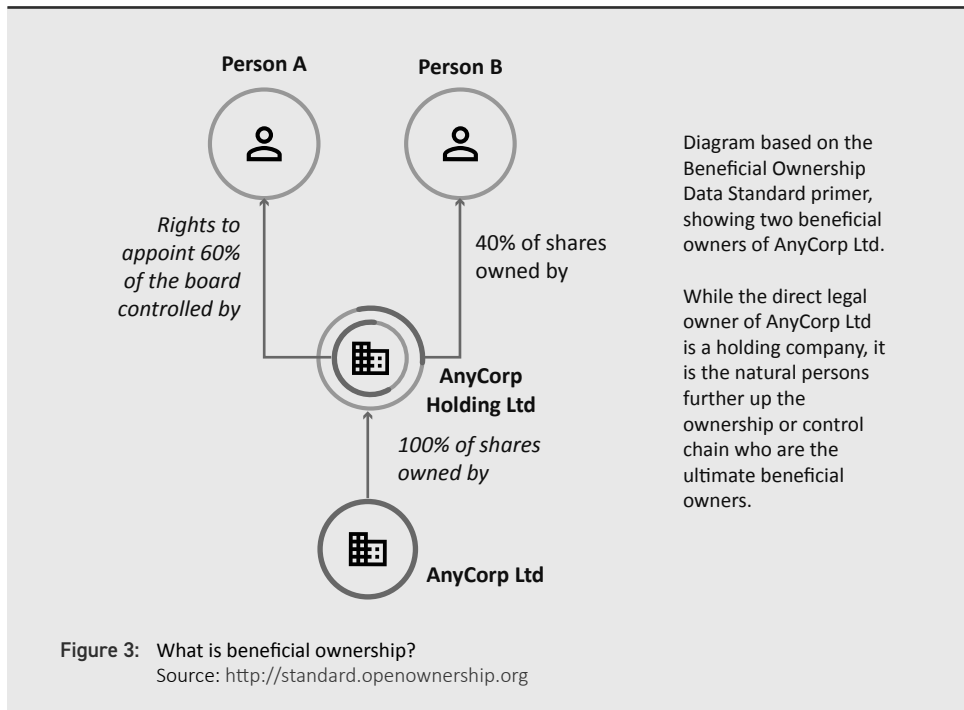 Person A
Person B
Rights to
appoint 60%
of the board
controlled by
40% of shares
owned by
AnyCorp
Holding Ltd
100% of shares
owned by
AnyCorp Ltd
Diagram based on the
Beneficial Ownership
Data Standard primer,
showing two beneficial
owners of AnyCorp Ltd.
While the direct legal
owner of AnyCorp Ltd
is a holding company, it
is the natural persons
further up the
ownership or control
chain who are the
ultimate beneficial
owners.
Figure 3: What is beneficial ownership?
Source: http://standard.openownership.org